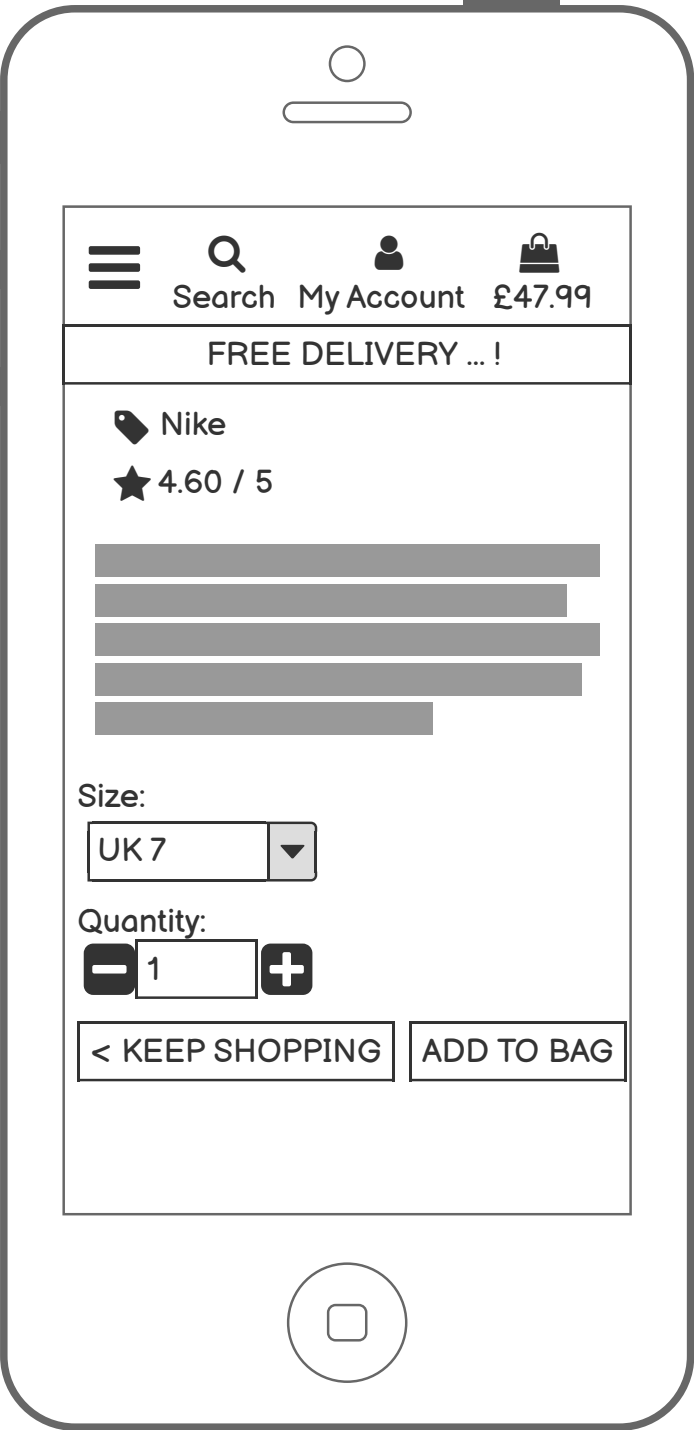 Search My Account £47.99
FREE DELIVERY ... !
Nike
4.60 / 5
Size:
UK 7
Quantity:
1
< KEEP SHOPPING ADD TO BAG